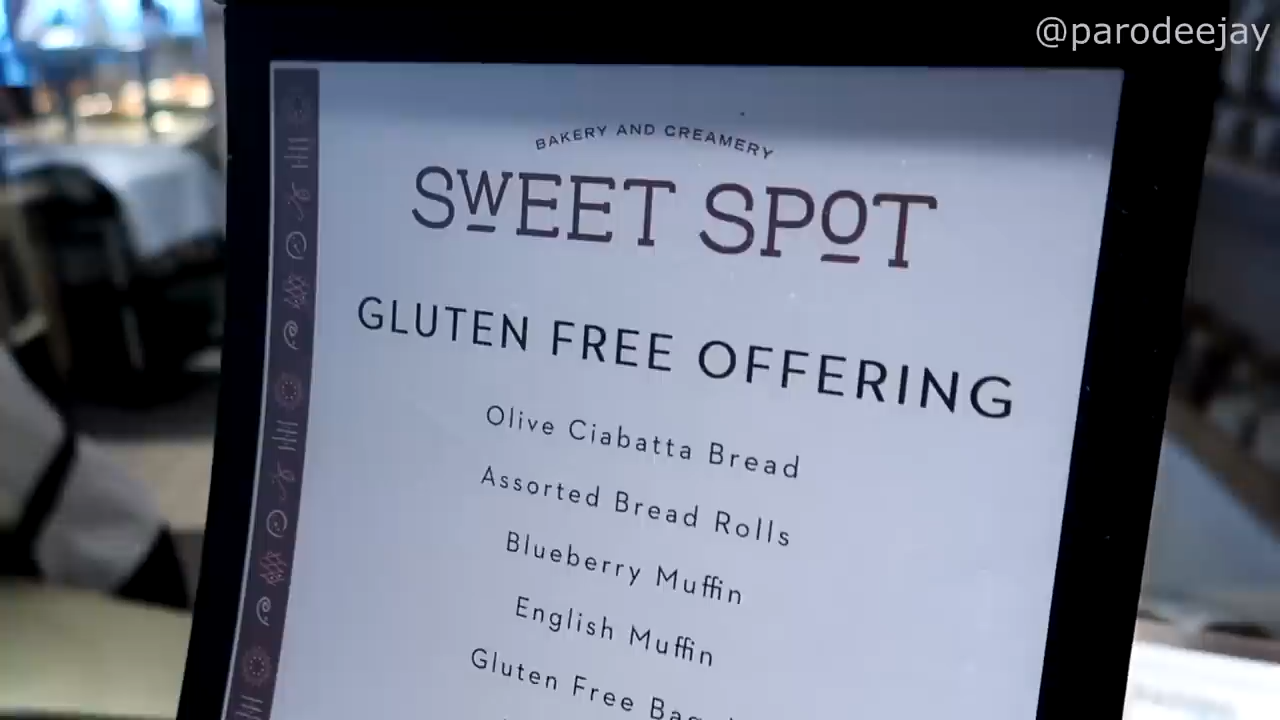 @parodeejay
BAKERY AND CREAMERY
SWEET SPOT
GLUTEN FREE OFFERING
Olive Ciabatta Bread
Assorted Bread Rolls
Blueberry Muffin
English Muffin
Gluten Free